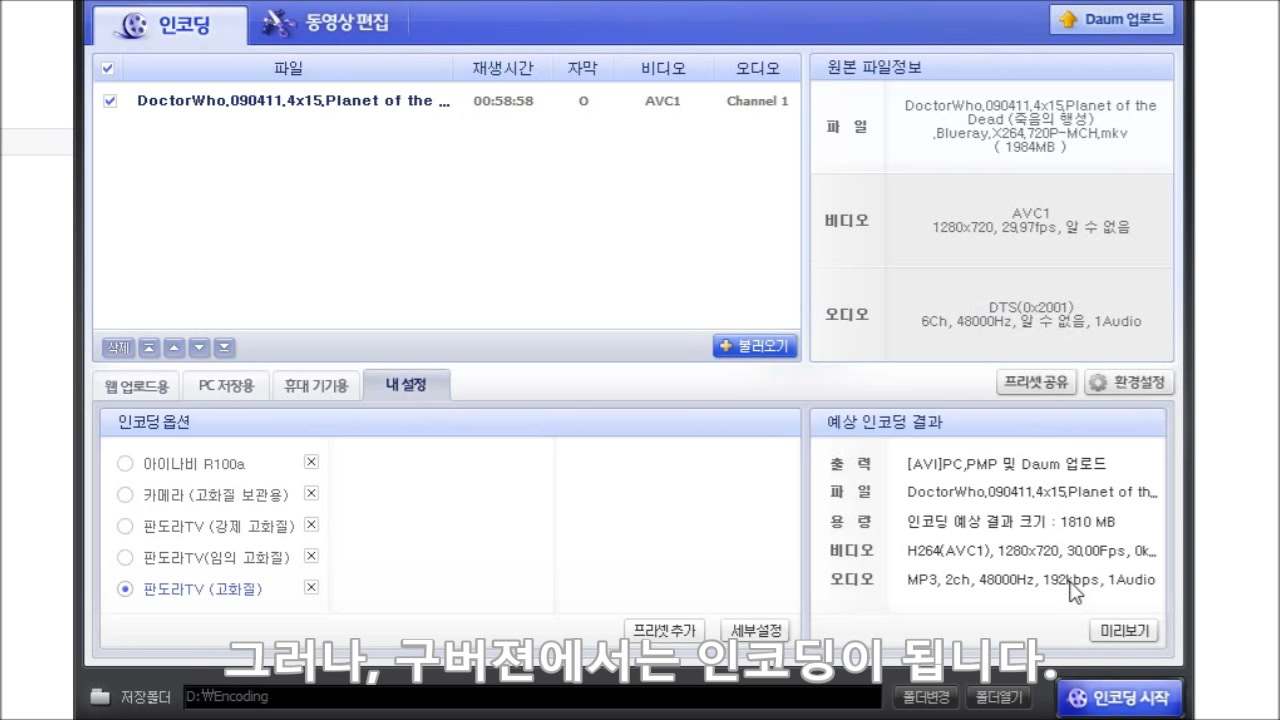 인코딩
동영상 편집
Daum 업로드
파일 재생시간 자막 비디오 오디오
DoctorWho,090411,4x15,Planet of the ... 00:58:58 O AVC1 Channel 1
원본 파일정보
파 일
DoctorWho,090411,4x15,Planet of the
Dead (죽음의 행성)
,Blueray,X264,720P-MCH,mkv
( 1984MB )
비디오
AVC1
1280x720, 29,97fps, 알 수 없음
오디오
DTS(0x2001)
6Ch, 48000Hz, 알 수 없음, 1Audio
삭제
불러오기
웹 업로드용 PC 저장용 휴대 기기용 내 설정
프리셋 공유 환경설정
인코딩 옵션
아이나비 R100a
카메라 (고화질 보관용)
판도라TV (강제 고화질)
판도라TV(임의 고화질)
판도라TV (고화질)
프리셋 추가 세부설정
예상 인코딩 결과
출 력 [AVI]PC,PMP 및 Daum 업로드
파 일 DoctorWho,090411,4x15,Planet of th...
용 량 인코딩 예상 결과 크기 : 1810 MB
비디오 H264(AVC1), 1280x720, 30,00Fps, 0k...
오디오 MP3, 2ch, 48000Hz, 192kbps, 1Audio
미리보기
그러나, 구버젼에서는 인코딩이 됩니다.
저장폴더 D:₩Encoding 폴더변경 폴더열기 인코딩 시작